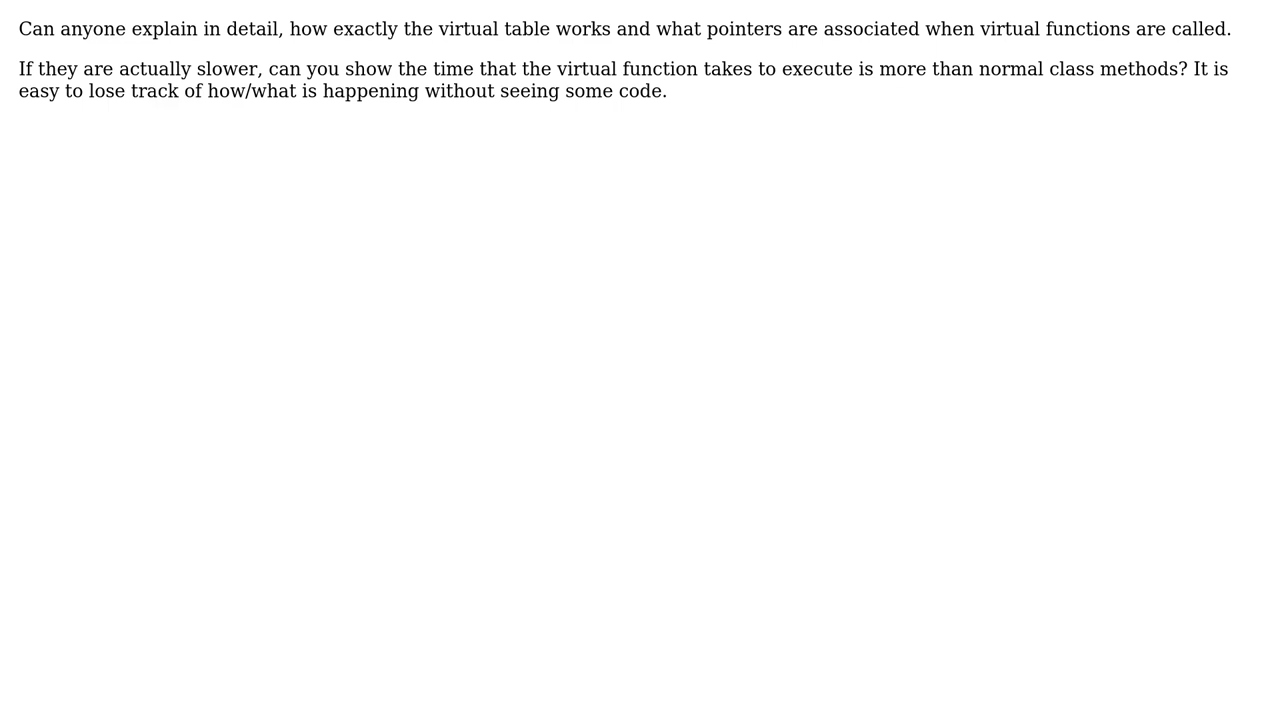 Can anyone explain in detail, how exactly the virtual table works and what pointers are associated when virtual functions are called.
If they are actually slower, can you show the time that the virtual function takes to execute is more than normal class methods? It is
easy to lose track of how/what is happening without seeing some code.